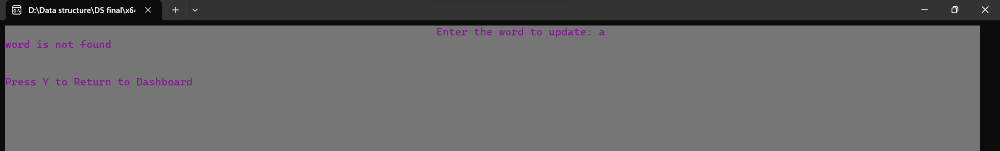 D:\Data structure\DS final\x64
Enter the word to update: a
word is not found
Press Y to Return to Dashboard